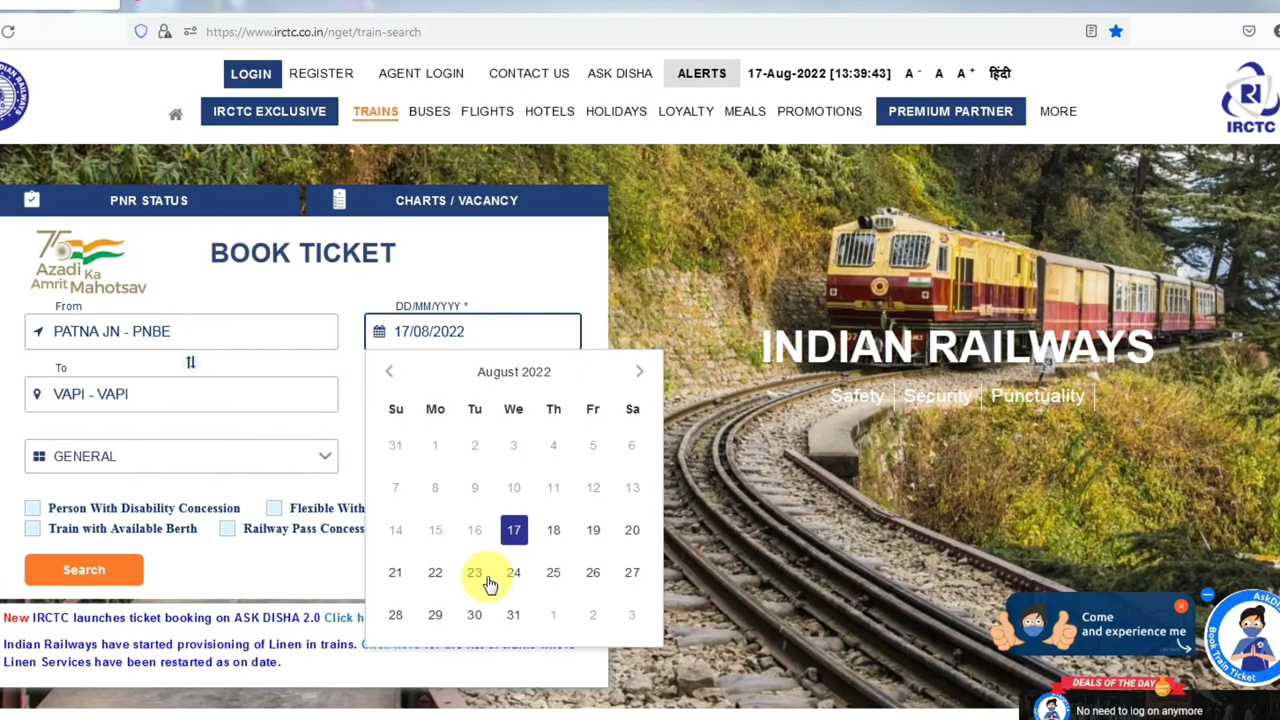 https://www.irctc.co.in/nget/train-search
LOGIN REGISTER AGENT LOGIN CONTACT US ASK DISHA ALERTS 17-Aug-2022 [13:39:43] A - A A + हिंदी
IRCTC EXCLUSIVE TRAINS BUSES FLIGHTS HOTELS HOLIDAYS LOYALTY MEALS PROMOTIONS PREMIUM PARTNER MORE
IRCTC
PNR STATUS CHARTS / VACANCY
75
Azadi Ka
Amrit Mahotsav
BOOK TICKET
From DD/MM/YYYY *
PATNA JN - PNBE 17/08/2022
To
VAPI - VAPI
GENERAL
August 2022
Su Mo Tu We Th Fr Sa
31 1 2 3 4 5 6
7 8 9 10 11 12 13
14 15 16 17 18 19 20
21 22 23 24 25 26 27
28 29 30 31 1 2 3
Person With Disability Concession Flexible With
Train with Available Berth Railway Pass Concess
Search
INDIAN RAILWAYS
Safety Security Punctuality
New IRCTC launches ticket booking on ASK DISHA 2.0 Click h
Indian Railways have started provisioning of Linen in trains.
Linen Services have been restarted as on date.
Come
and experience me
AskDis
Book Train Ticket
DEALS OF THE DAY
No need to log on anymore